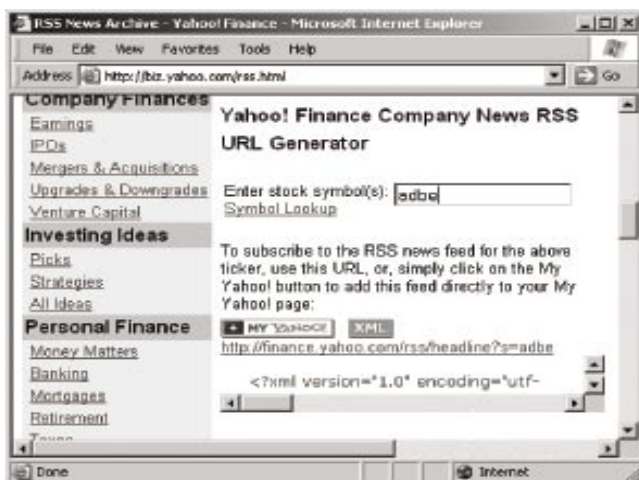 RSS News Archive - Yahoo! Finance - Microsoft Internet Explorer
File Edit View Favorites Tools Help
Address http://biz.yahoo.com/rss.html Go
Company Finances
Earnings
IPOs
Mergers & Acquisitions
Upgrades & Downgrades
Venture Capital
Investing Ideas
Picks
Strategies
All Ideas
Personal Finance
Money Matters
Banking
Mortgages
Retirement
Taxes
Yahoo! Finance Company News RSS
URL Generator
Enter stock symbol(s): adbe
Symbol Lookup
To subscribe to the RSS news feed for the above
ticker, use this URL, or, simply click on the My
Yahoo! button to add this feed directly to your My
Yahoo! page:
+ MY YAHOO! XML
http://finance.yahoo.com/rss/headline?s=adbe
<?xml version="1.0" encoding="utf-
Done Internet